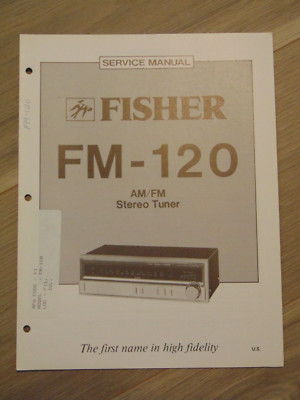 SERVICE MANUAL
FISHER
FM-120
AM/FM
Stereo Tuner
The first name in high fidelity
U.S.